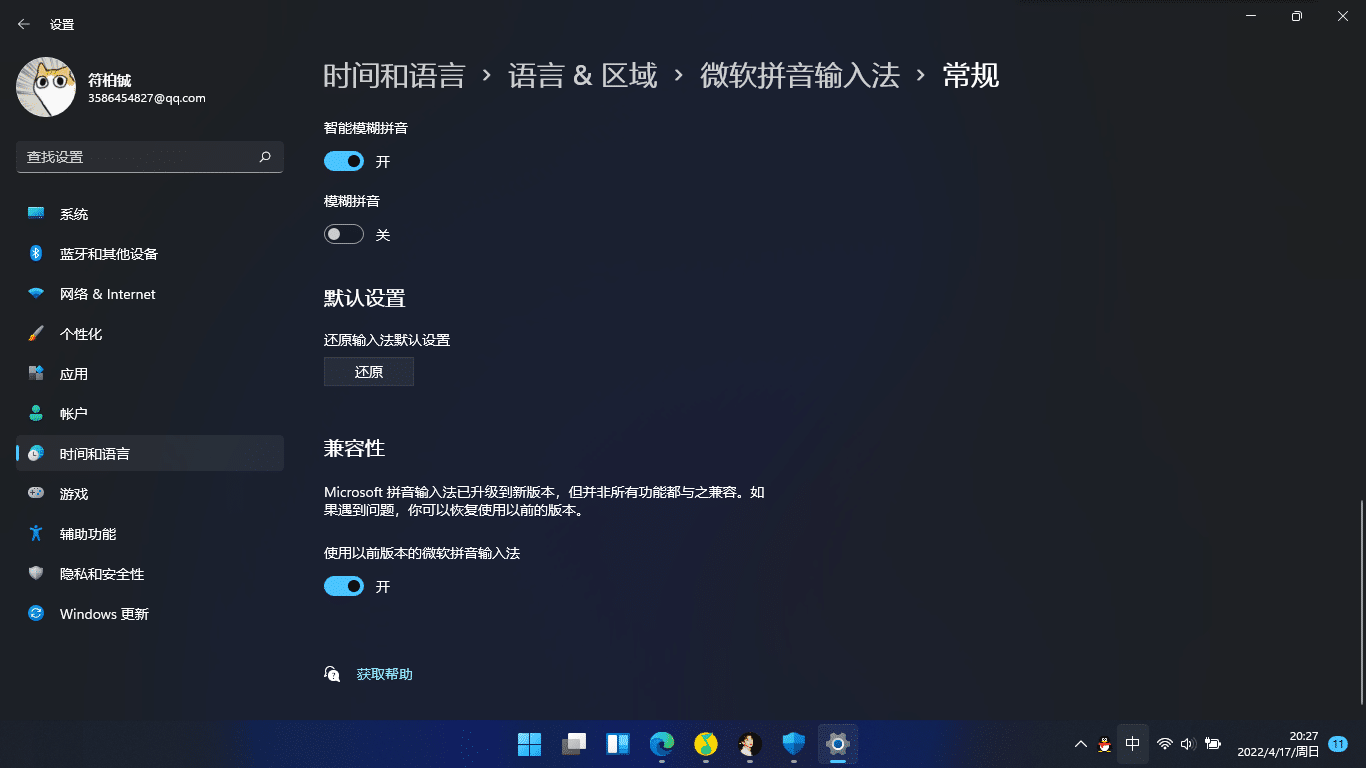 设置
符柏铖
3586454827@qq.com
查找设置
系统
蓝牙和其他设备
网络 & Internet
个性化
应用
帐户
时间和语言
游戏
辅助功能
隐私和安全性
Windows 更新
时间和语言 › 语言 & 区域 › 微软拼音输入法 › 常规
智能模糊拼音
开
模糊拼音
关
默认设置
还原输入法默认设置
还原
兼容性
Microsoft 拼音输入法已升级到新版本，但并非所有功能都与之兼容。如
果遇到问题，你可以恢复使用以前的版本。
使用以前版本的微软拼音输入法
开
获取帮助
中
20:27
2022/4/17/周日
11